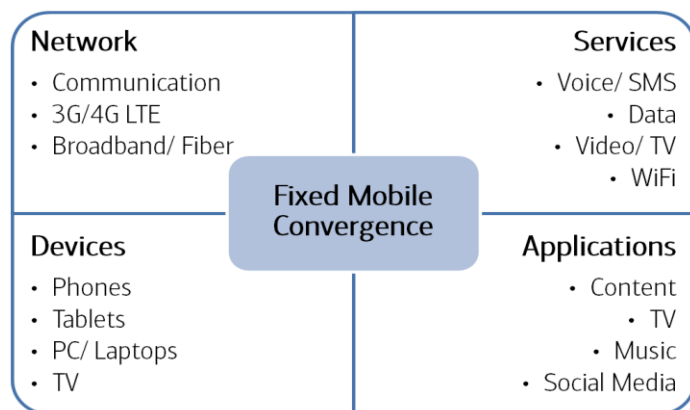 Network
• Communication
• 3G/4G LTE
• Broadband/ Fiber
Services
• Voice/ SMS
• Data
• Video/ TV
• WiFi
Fixed Mobile
Convergence
Devices
• Phones
• Tablets
• PC/ Laptops
• TV
Applications
• Content
• TV
• Music
• Social Media